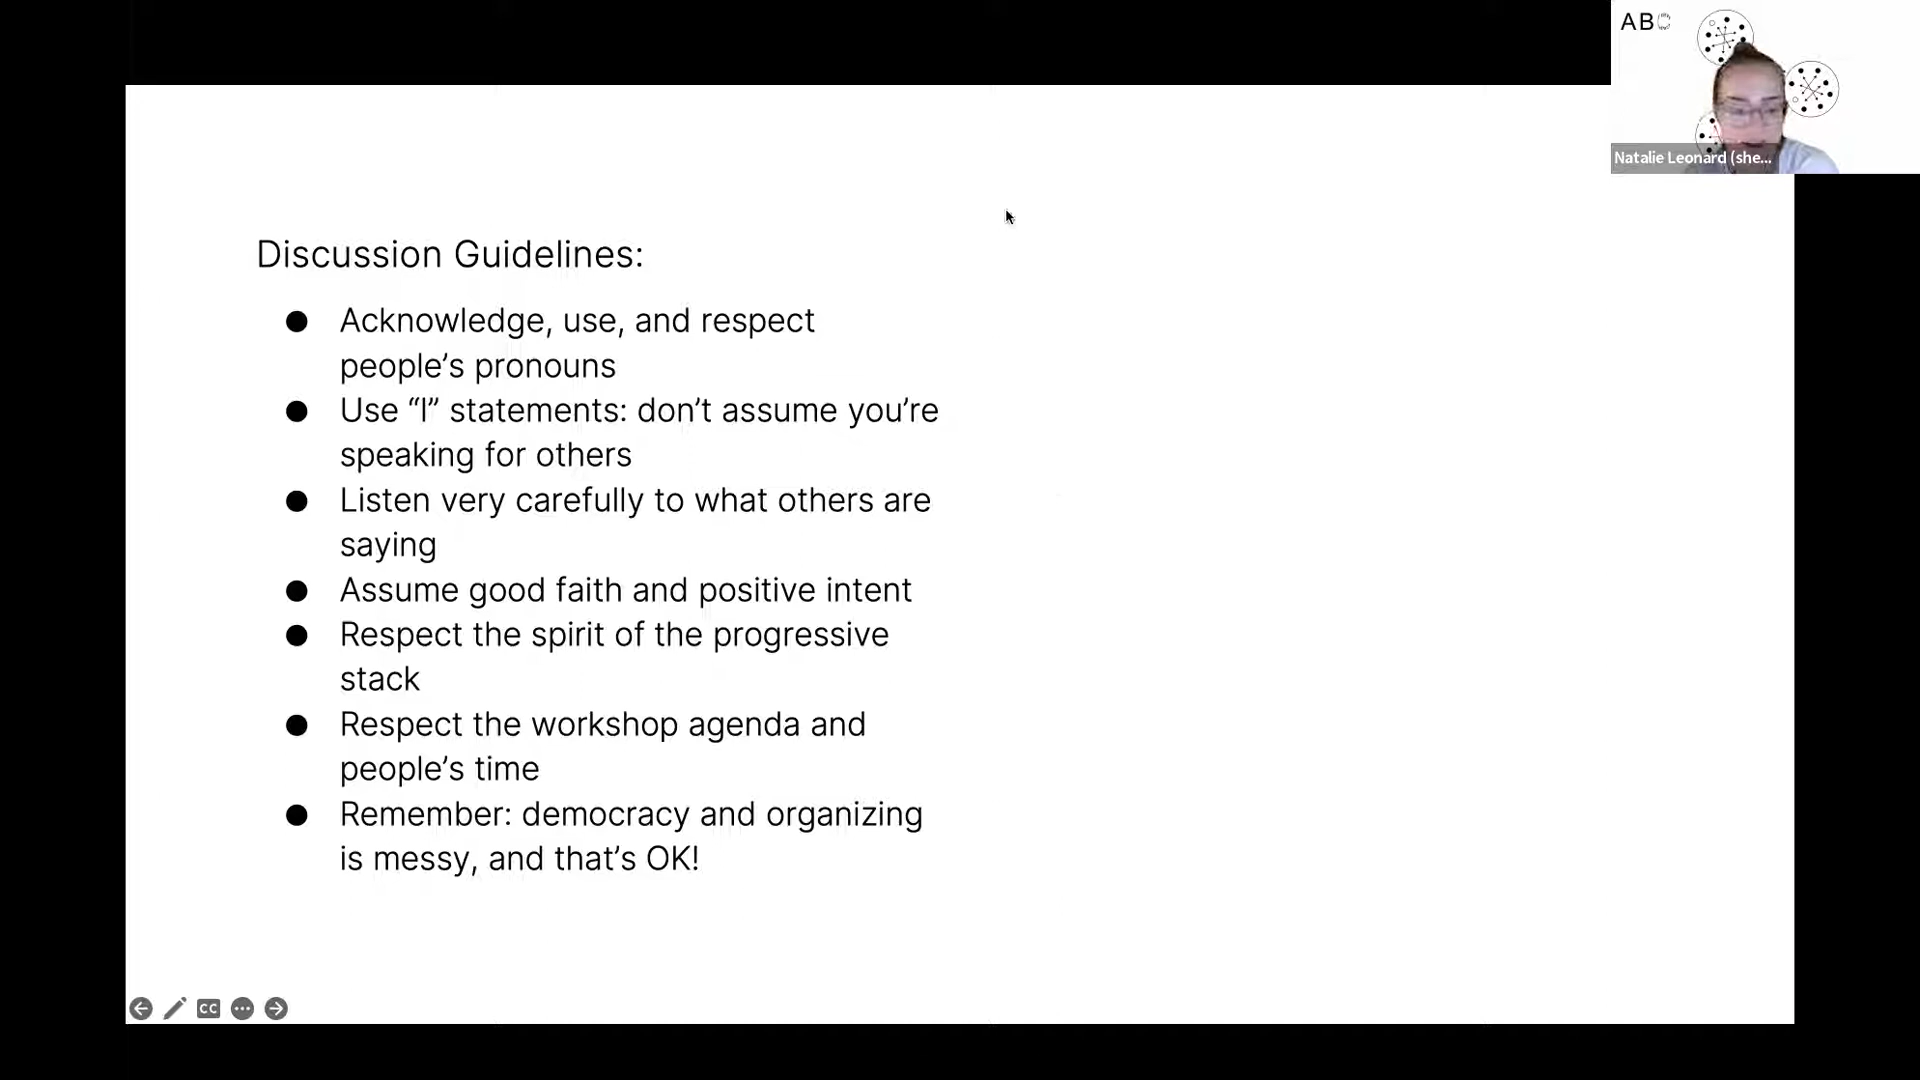 ABC
Natalie Leonard (she...
Discussion Guidelines:
● Acknowledge, use, and respect
people’s pronouns
● Use “I” statements: don’t assume you’re
speaking for others
● Listen very carefully to what others are
saying
● Assume good faith and positive intent
● Respect the spirit of the progressive
stack
● Respect the workshop agenda and
people’s time
● Remember: democracy and organizing
is messy, and that’s OK!
CC